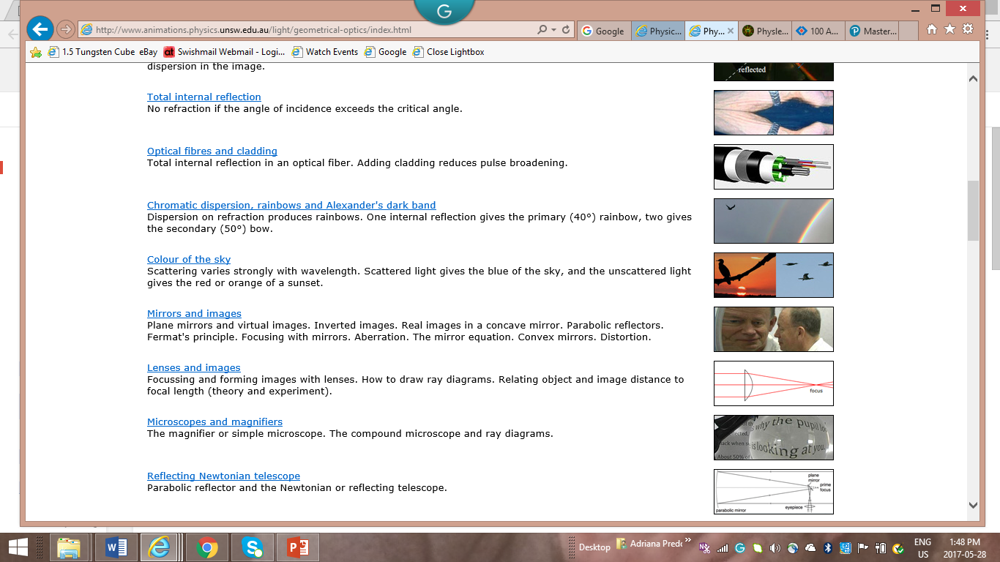 G
http://www.animations.physics.unsw.edu.au/light/geometrical-optics/index.html
Google
Physic...
Phy...
Physle...
100 A...
Master...
1.5 Tungsten Cube eBay
Swishmail Webmail - Logi...
Watch Events
Google
Close Lightbox
dispersion in the image.
reflected
Total internal reflection
No refraction if the angle of incidence exceeds the critical angle.
Optical fibres and cladding
Total internal reflection in an optical fiber. Adding cladding reduces pulse broadening.
Chromatic dispersion, rainbows and Alexander's dark band
Dispersion on refraction produces rainbows. One internal reflection gives the primary (40°) rainbow, two gives
the secondary (50°) bow.
Colour of the sky
Scattering varies strongly with wavelength. Scattered light gives the blue of the sky, and the unscattered light
gives the red or orange of a sunset.
Mirrors and images
Plane mirrors and virtual images. Inverted images. Real images in a concave mirror. Parabolic reflectors.
Fermat's principle. Focusing with mirrors. Aberration. The mirror equation. Convex mirrors. Distortion.
Lenses and images
Focussing and forming images with lenses. How to draw ray diagrams. Relating object and image distance to
focal length (theory and experiment).
focus
Microscopes and magnifiers
The magnifier or simple microscope. The compound microscope and ray diagrams.
why the pupil
is looking at you.
About 50% of
Reflecting Newtonian telescope
Parabolic reflector and the Newtonian or reflecting telescope.
plane
mirror
prime
focus
eyepiece
parabolic mirror
Desktop
Adriana Predo
ENG
US
1:48 PM
2017-05-28